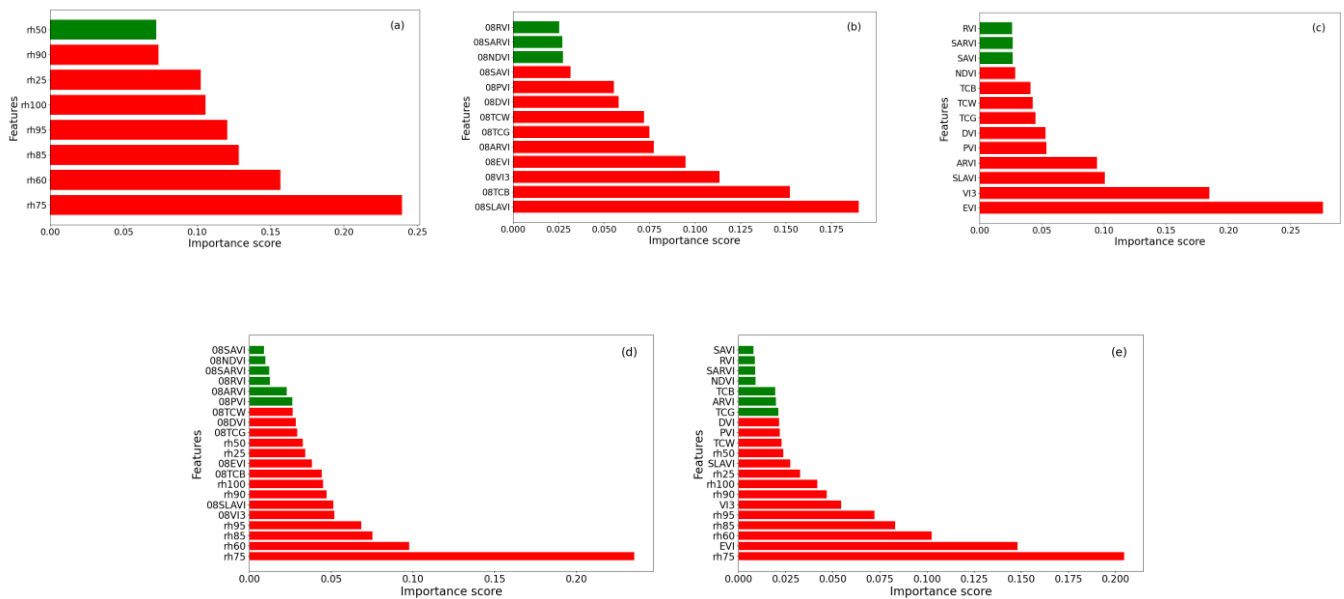 (a)
Features
rh50
rh90
rh25
rh100
rh95
rh85
rh60
rh75
0.00 0.05 0.10 0.15 0.20 0.25
Importance score
(b)
Features
08RVI
08SARVI
08NDVI
08SAVI
08PVI
08DVI
08TCW
08TCG
08ARVI
08EVI
08VI3
08TCB
08SLAVI
0.000 0.025 0.050 0.075 0.100 0.125 0.150 0.175
Importance score
(c)
Features
RVI
SARVI
SAVI
NDVI
TCB
TCW
TCG
DVI
PVI
ARVI
SLAVI
VI3
EVI
0.00 0.05 0.10 0.15 0.20 0.25
Importance score
(d)
Features
08SAVI
08NDVI
08SARVI
08RVI
08ARVI
08PVI
08TCW
08DVI
08TCG
rh50
rh25
08EVI
08TCB
rh100
rh90
08SLAVI
08VI3
rh95
rh85
rh60
rh75
0.00 0.05 0.10 0.15 0.20
Importance score
(e)
Features
SAVI
RVI
SARVI
NDVI
TCB
ARVI
TCG
DVI
PVI
TCW
rh50
SLAVI
rh25
rh100
rh90
VI3
rh95
rh85
rh60
EVI
rh75
0.000 0.025 0.050 0.075 0.100 0.125 0.150 0.175 0.200
Importance score